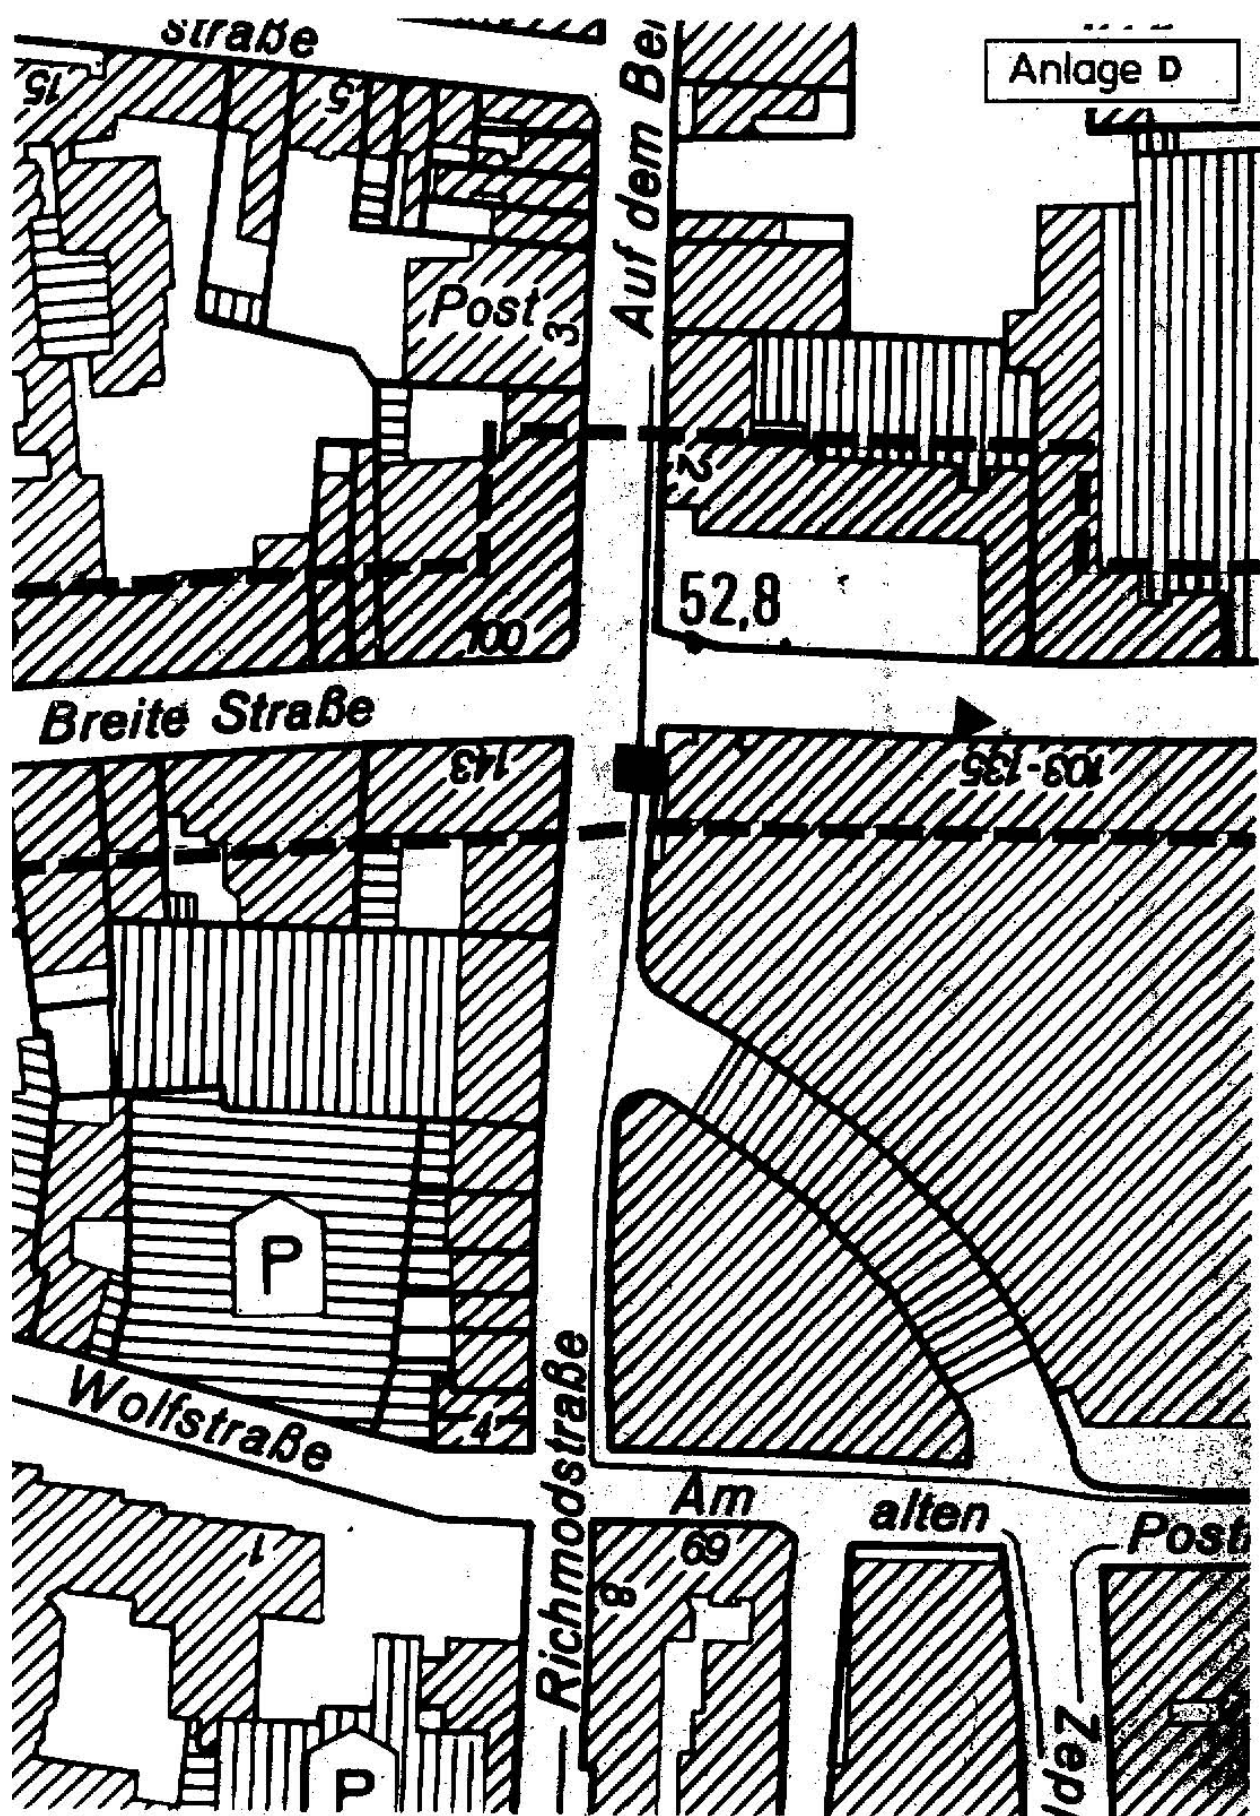 straße
Auf dem Be
Anlage D
15
5
Post 3
2
52,8
100
Breite Straße
143
103-135
P
Wolfstraße
4
Richmodstraße
Am alten Post
1
69
8
P